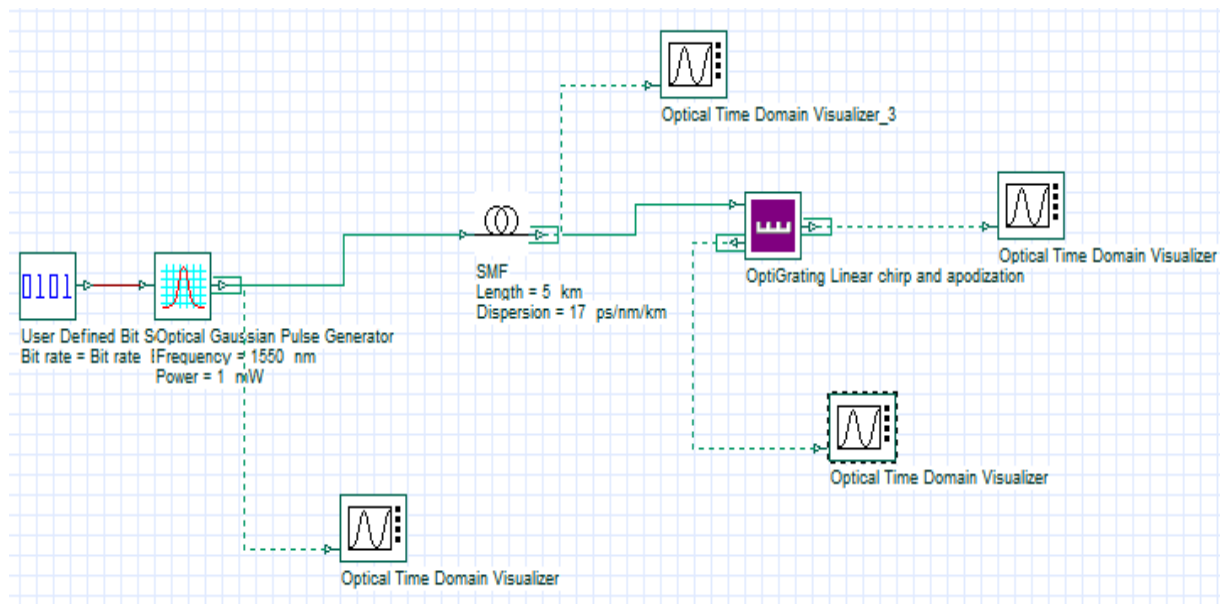 Optical Time Domain Visualizer_3
Optical Time Domain Visualizer
OptiGrating Linear chirp and apodization
SMF
Length = 5 km
Dispersion = 17 ps/nm/km
0101
User Defined Bit S
Optical Gaussian Pulse Generator
Bit rate = Bit rate
Frequency = 1550 nm
Power = 1 mW
Optical Time Domain Visualizer
Optical Time Domain Visualizer